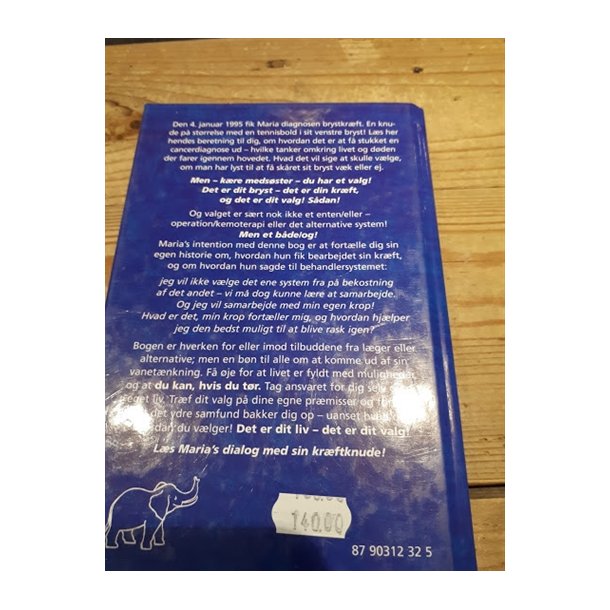 Den 4. januar 1995 fik Maria diagnosen brystkræft. En knu-
de på størrelse med en tennisbold i sit venstre bryst! Læs her
hendes beretning til dig, om hvordan det er at få stukket en
cancerdiagnose ud – hvilke tanker omkring livet og døden
der farer igennem hovedet. Hvad det vil sige at skulle vælge,
om man har lyst til at få skåret sit bryst væk eller ej.
Men – kære medsøster – du har et valg!
Det er dit bryst – det er din kræft,
og det er dit valg! Sådan!
Og valget er sært nok ikke et enten/eller –
operation/kemoterapi eller det alternative system!
Men et bådelog!
Maria's intention med denne bog er at fortælle dig sin
egen historie om, hvordan hun fik bearbejdet sin kræft,
og om hvordan hun sagde til behandlersystemet:
jeg vil ikke vælge det ene system fra på bekostning
af det andet – vi må dog kunne lære at samarbejde.
Og jeg vil samarbejde med min egen krop!
Hvad er det, min krop fortæller mig, og hvordan hjælper
jeg den bedst muligt til at blive rask igen?
Bogen er hverken for eller imod tilbuddene fra læger eller
alternative; men en bøn til alle om at komme ud af sin
vanetænkning. Få øje for at livet er fyldt med muligheder
og at du kan, hvis du tør. Tag ansvaret for dig selv
eget liv. Træf dit valg på dine egne præmisser og
det ydre samfund bakker dig op – uanset
du vælger! Det er dit liv – det er dit valg!
Læs Maria's dialog med sin kræftknude!
140.00
87 90312 32 5